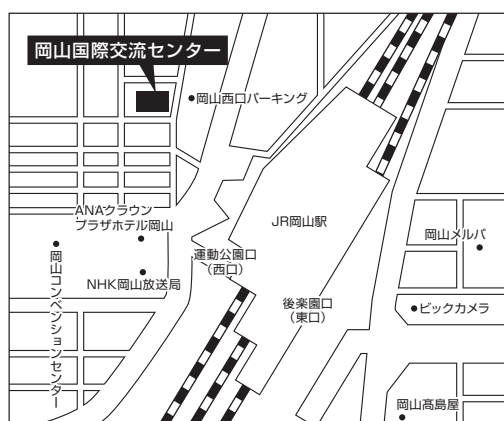 岡山国際交流センター
岡山西口パーキング
ANAクラウン
プラザホテル岡山
JR岡山駅
岡山メルパ
運動公園口
(西口)
NHK岡山放送局
岡山コンベンションセンター
後楽園口
(東口)
ビックカメラ
岡山髙島屋